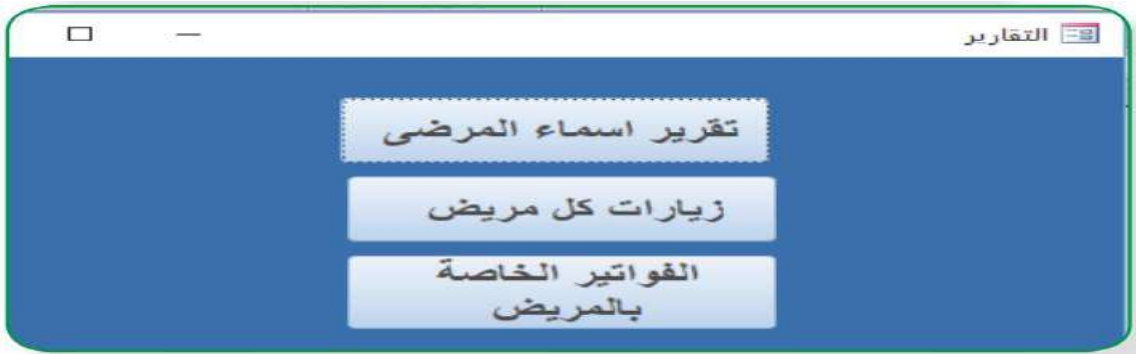 التقارير
تقرير اسماء المرضى
زيارات كل مريض
الفواتير الخاصة
بالمريض